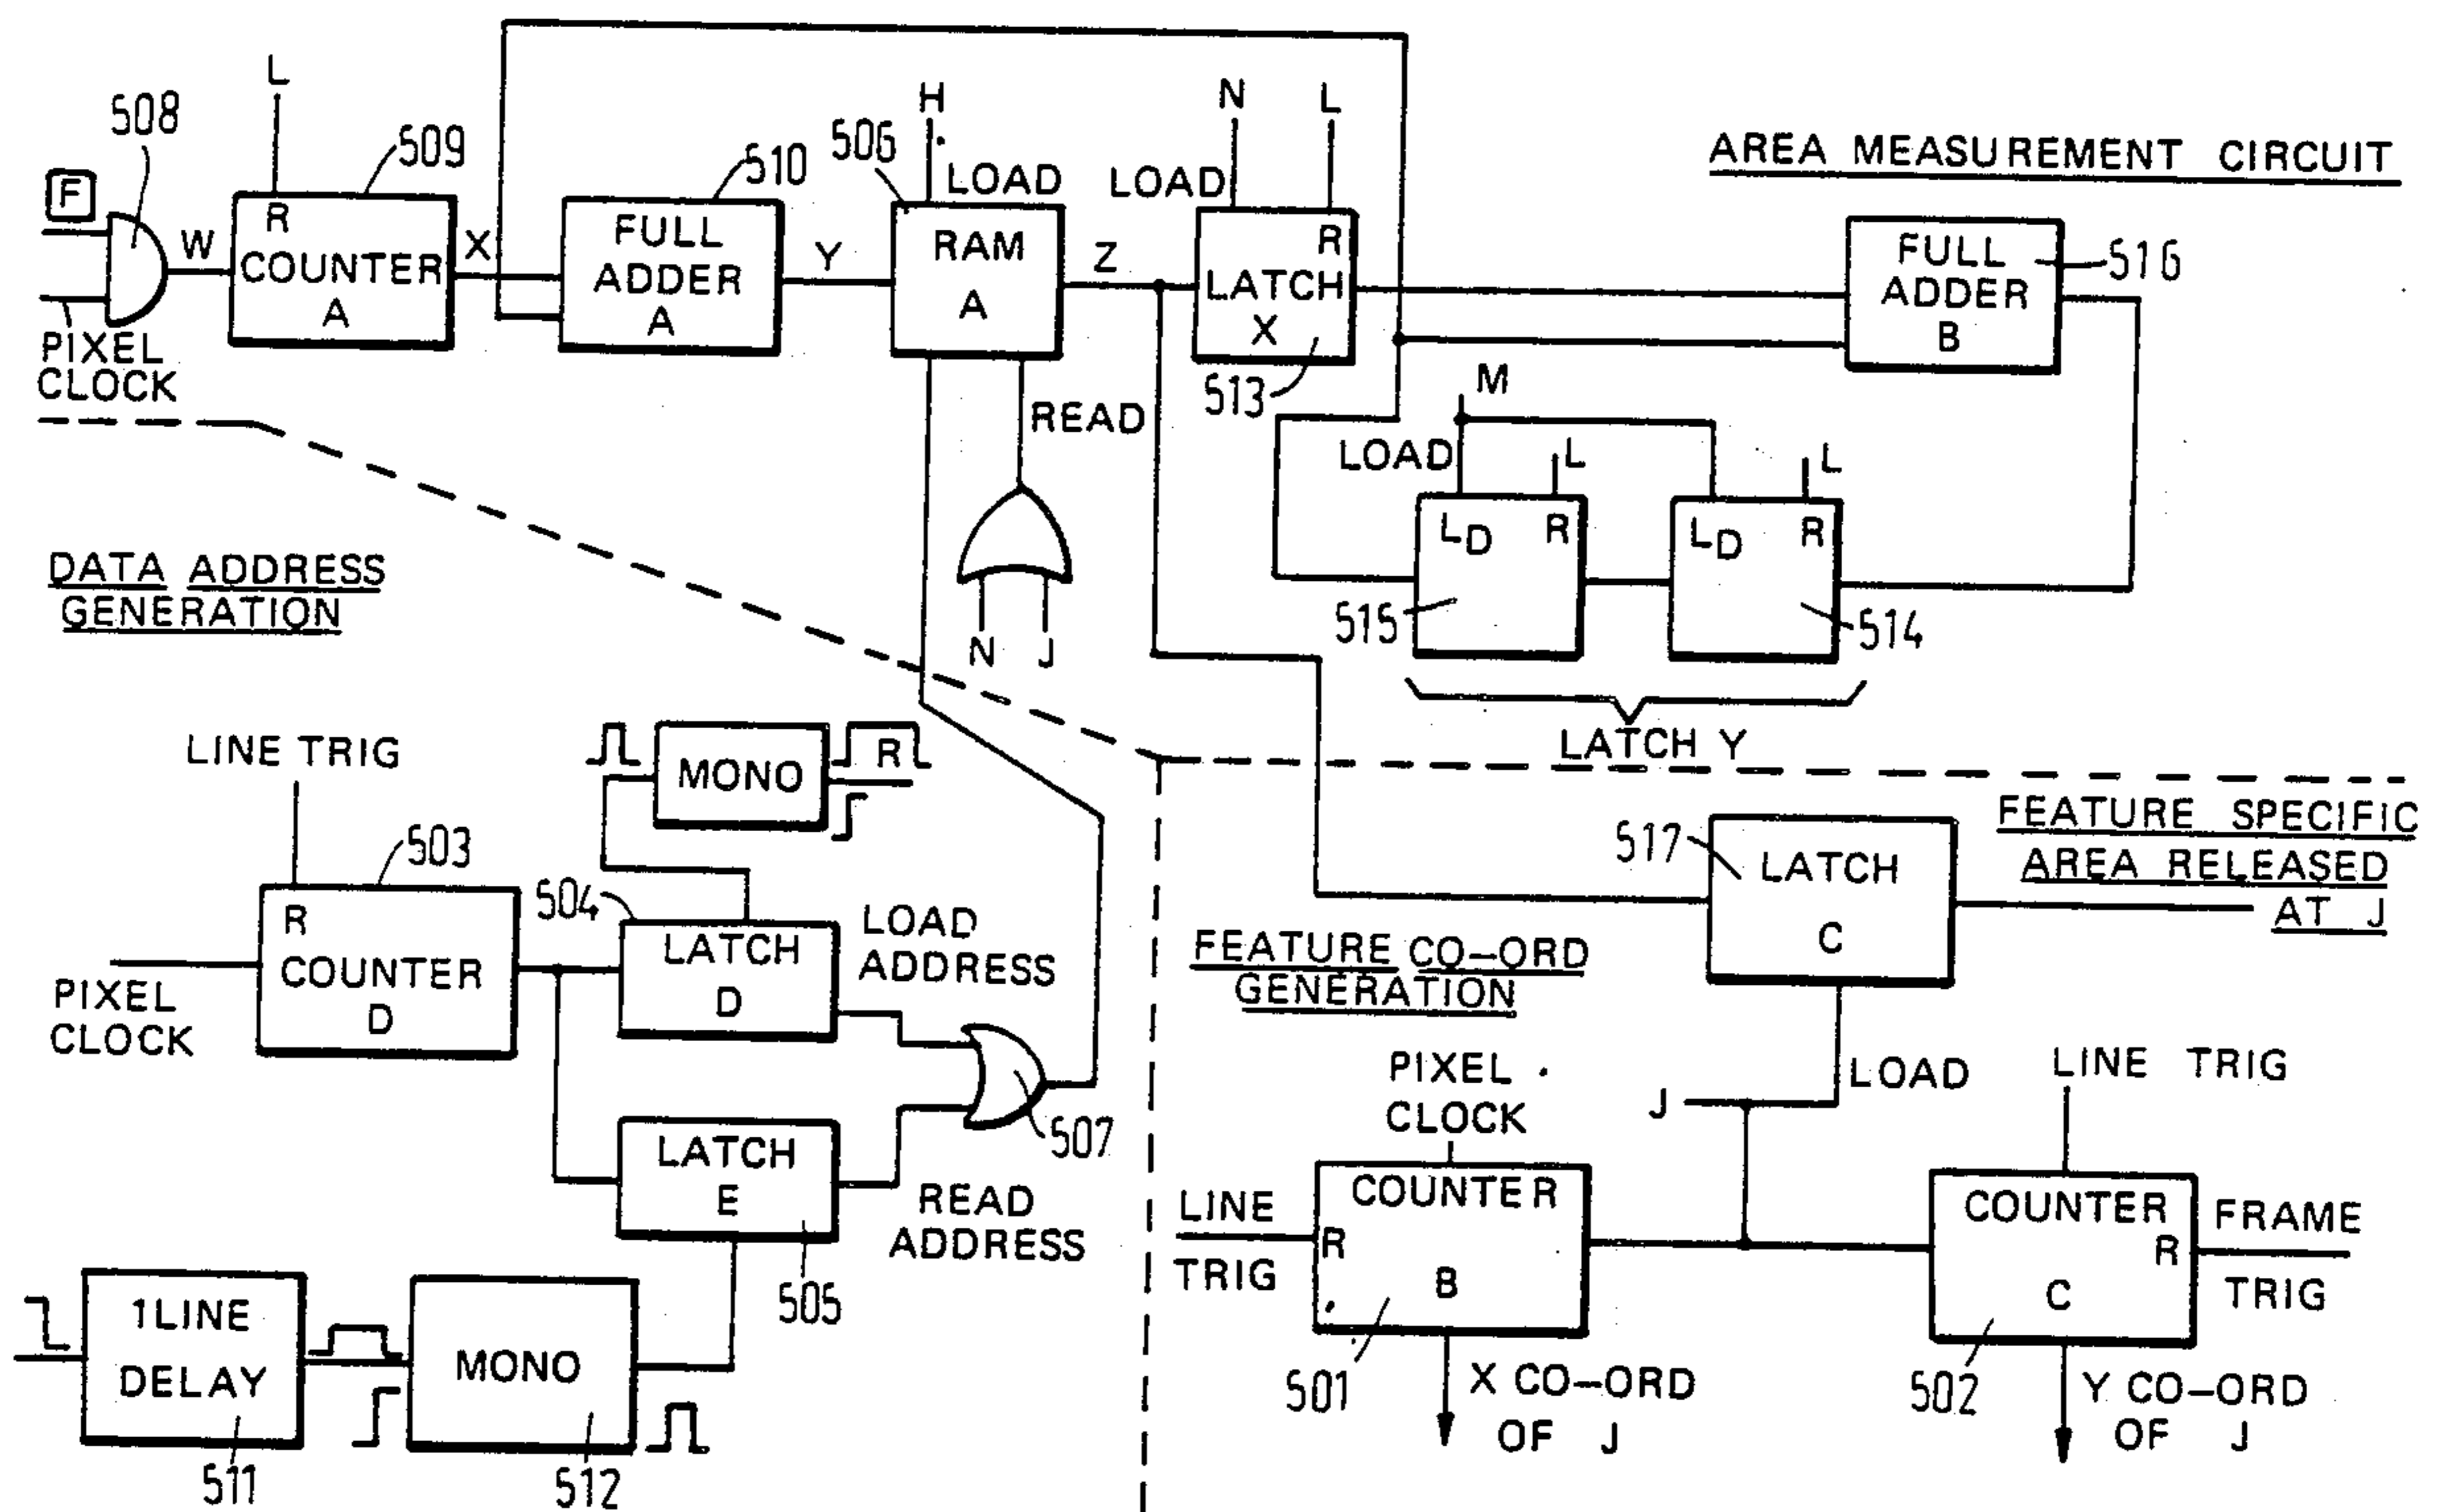 AREA MEASUREMENT CIRCUIT
508
F
W
PIXEL
CLOCK
L
509
R
COUNTER
A
X
510
FULL
ADDER
A
Y
506
H
LOAD
RAM
A
READ
N J
Z
N L
LOAD
R
LATCH
X
513
FULL
ADDER
B
516
M
LOAD
L
L
LD R
LD R
515
514
LATCH Y
DATA ADDRESS
GENERATION
LINE TRIG
503
R
COUNTER
D
PIXEL
CLOCK
MONO
R
504
LATCH
D
LOAD
ADDRESS
507
LATCH
E
505
READ
ADDRESS
1 LINE
DELAY
511
MONO
512
FEATURE CO-ORD
GENERATION
517
LATCH
C
FEATURE SPECIFIC
AREA RELEASED
AT J
J
LOAD
PIXEL
CLOCK
LINE
TRIG
R
COUNTER
B
501
X CO-ORD
OF J
LINE TRIG
COUNTER
R
C
502
FRAME
TRIG
Y CO-ORD
OF J